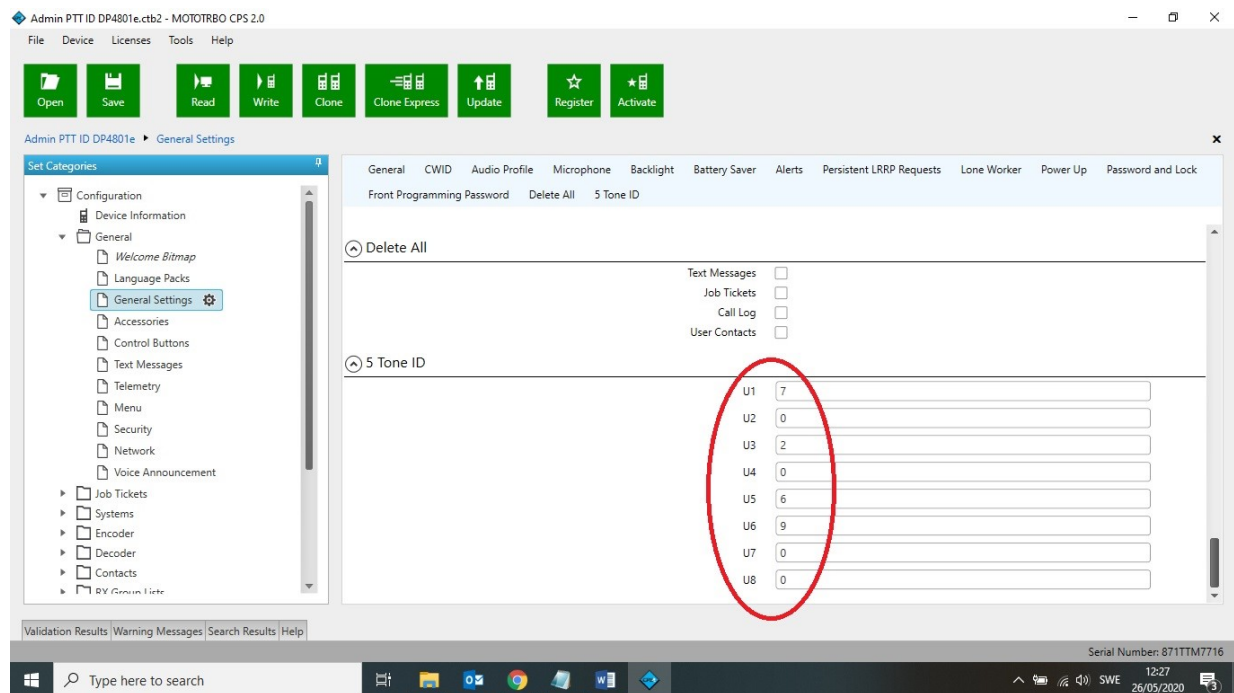 Admin PTT ID DP4801e.ctb2 - MOTOTRBO CPS 2.0
File Device Licenses Tools Help
Open Save Read Write Clone Clone Express Update Register Activate
Admin PTT ID DP4801e General Settings
Set Categories
Configuration
Device Information
General
Welcome Bitmap
Language Packs
General Settings
Accessories
Control Buttons
Text Messages
Telemetry
Menu
Security
Network
Voice Announcement
Job Tickets
Systems
Encoder
Decoder
Contacts
RX Group Lists
General CWID Audio Profile Microphone Backlight Battery Saver Alerts Persistent LRRP Requests Lone Worker Power Up Password and Lock
Front Programming Password Delete All 5 Tone ID
Delete All
Text Messages
Job Tickets
Call Log
User Contacts
5 Tone ID
U1 7
U2 0
U3 2
U4 0
U5 6
U6 9
U7 0
U8 0
Validation Results Warning Messages Search Results Help
Serial Number: 871TTM7716
Type here to search
SWE
12:27
26/05/2020
3